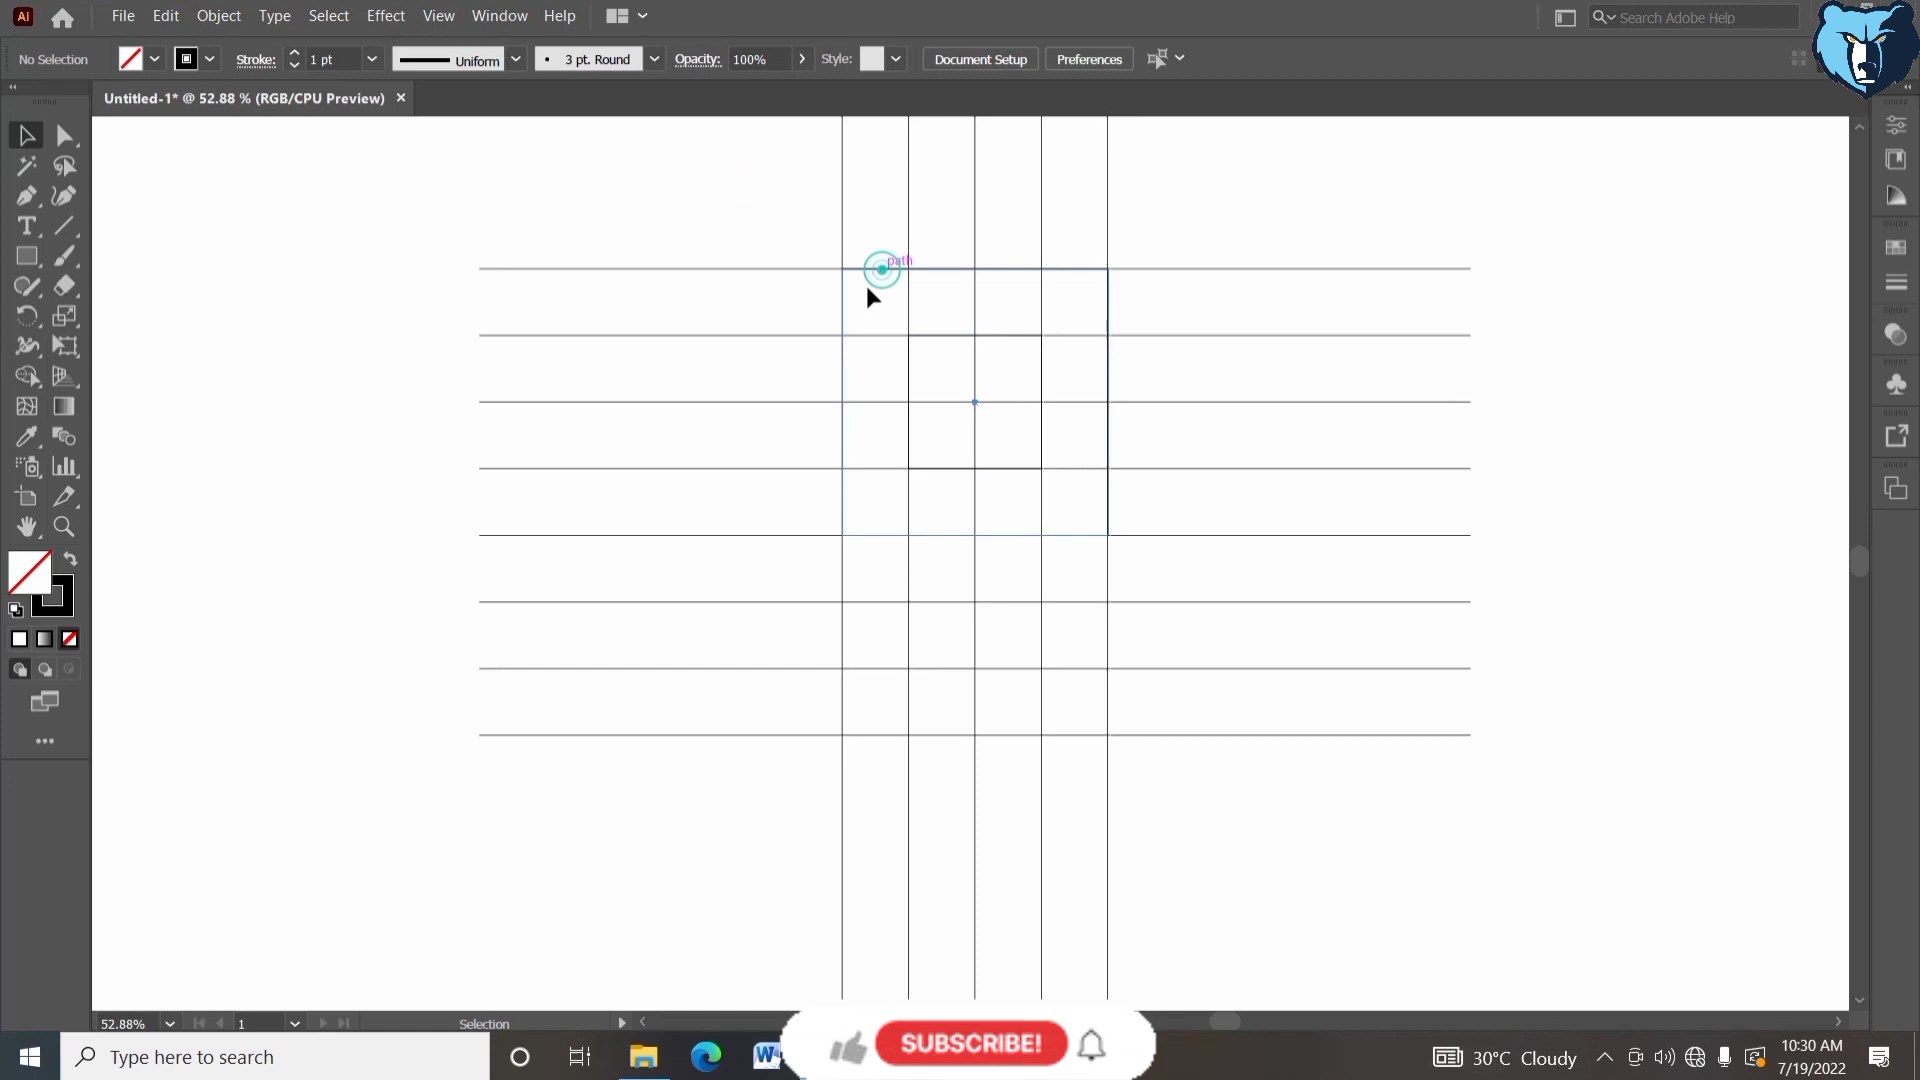 Ai File Edit Object Type Select Effect View Window Help Search Adobe Help
No Selection Stroke: 1 pt Uniform 3 pt. Round Opacity: 100% Style: Document Setup Preferences
Untitled-1* @ 52.88 % (RGB/CPU Preview) ×
path
52.88% 1 Selection
Type here to search W SUBSCRIBE! 30°C Cloudy 10:30 AM
7/19/2022